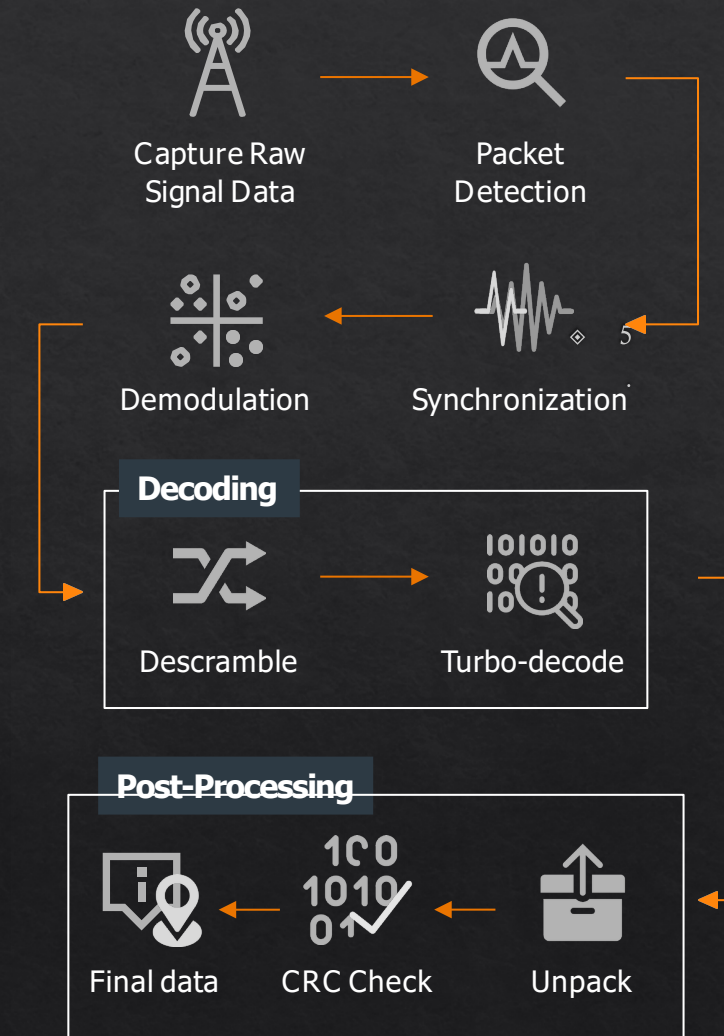 Capture Raw
Signal Data
Packet
Detection
5
Demodulation
Synchronization
Decoding
101010
Descramble
Turbo-decode
Post-Processing
Final data
CRC Check
Unpack